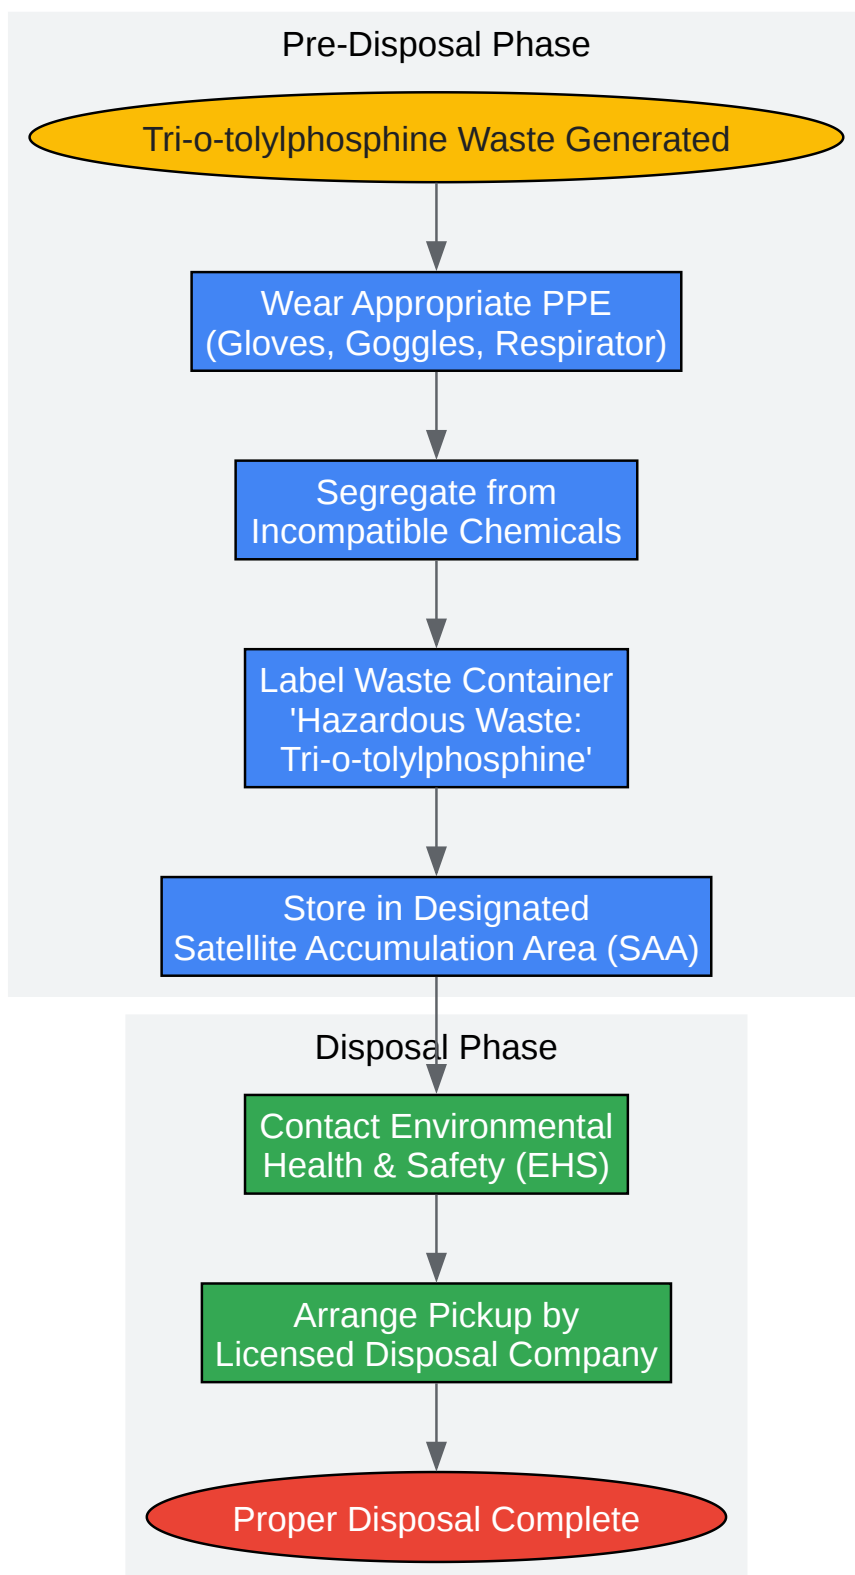 Pre-Disposal Phase
Tri-o-tolylphosphine Waste Generated
Wear Appropriate PPE
(Gloves, Goggles, Respirator)
Segregate from
Incompatible Chemicals
Label Waste Container
'Hazardous Waste:
Tri-o-tolylphosphine'
Store in Designated
Satellite Accumulation Area (SAA)
Disposal Phase
Contact Environmental
Health & Safety (EHS)
Arrange Pickup by
Licensed Disposal Company
Proper Disposal Complete